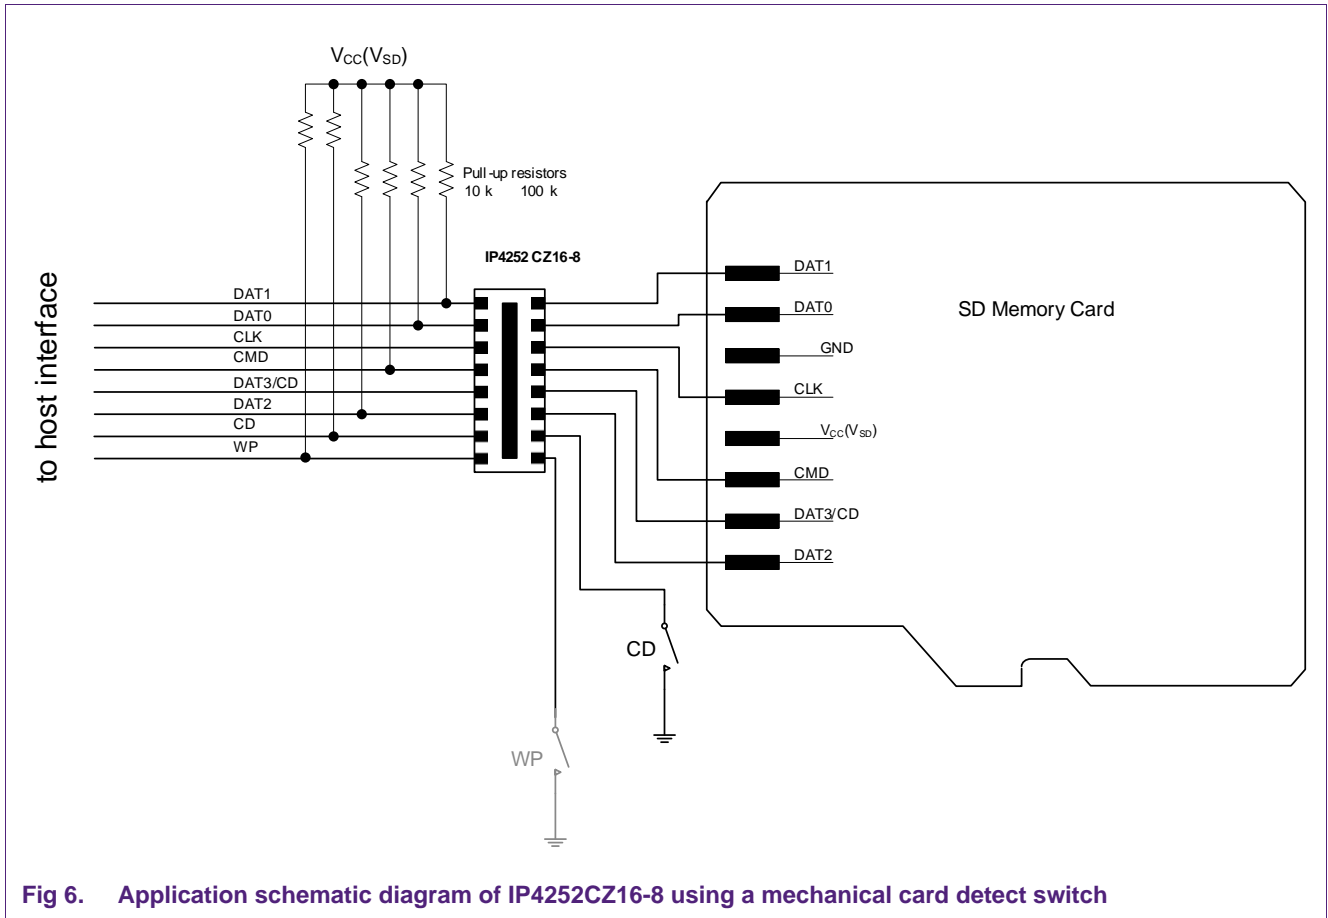 VCC(VSD)
Pull-up resistors
10 k 100 k
IP4252 CZ16-8
to host interface
DAT1
DAT0
CLK
CMD
DAT3/CD
DAT2
CD
WP
DAT1
DAT0
GND
CLK
VCC(VSD)
CMD
DAT3/CD
DAT2
SD Memory Card
CD
WP
Fig 6. Application schematic diagram of IP4252CZ16-8 using a mechanical card detect switch